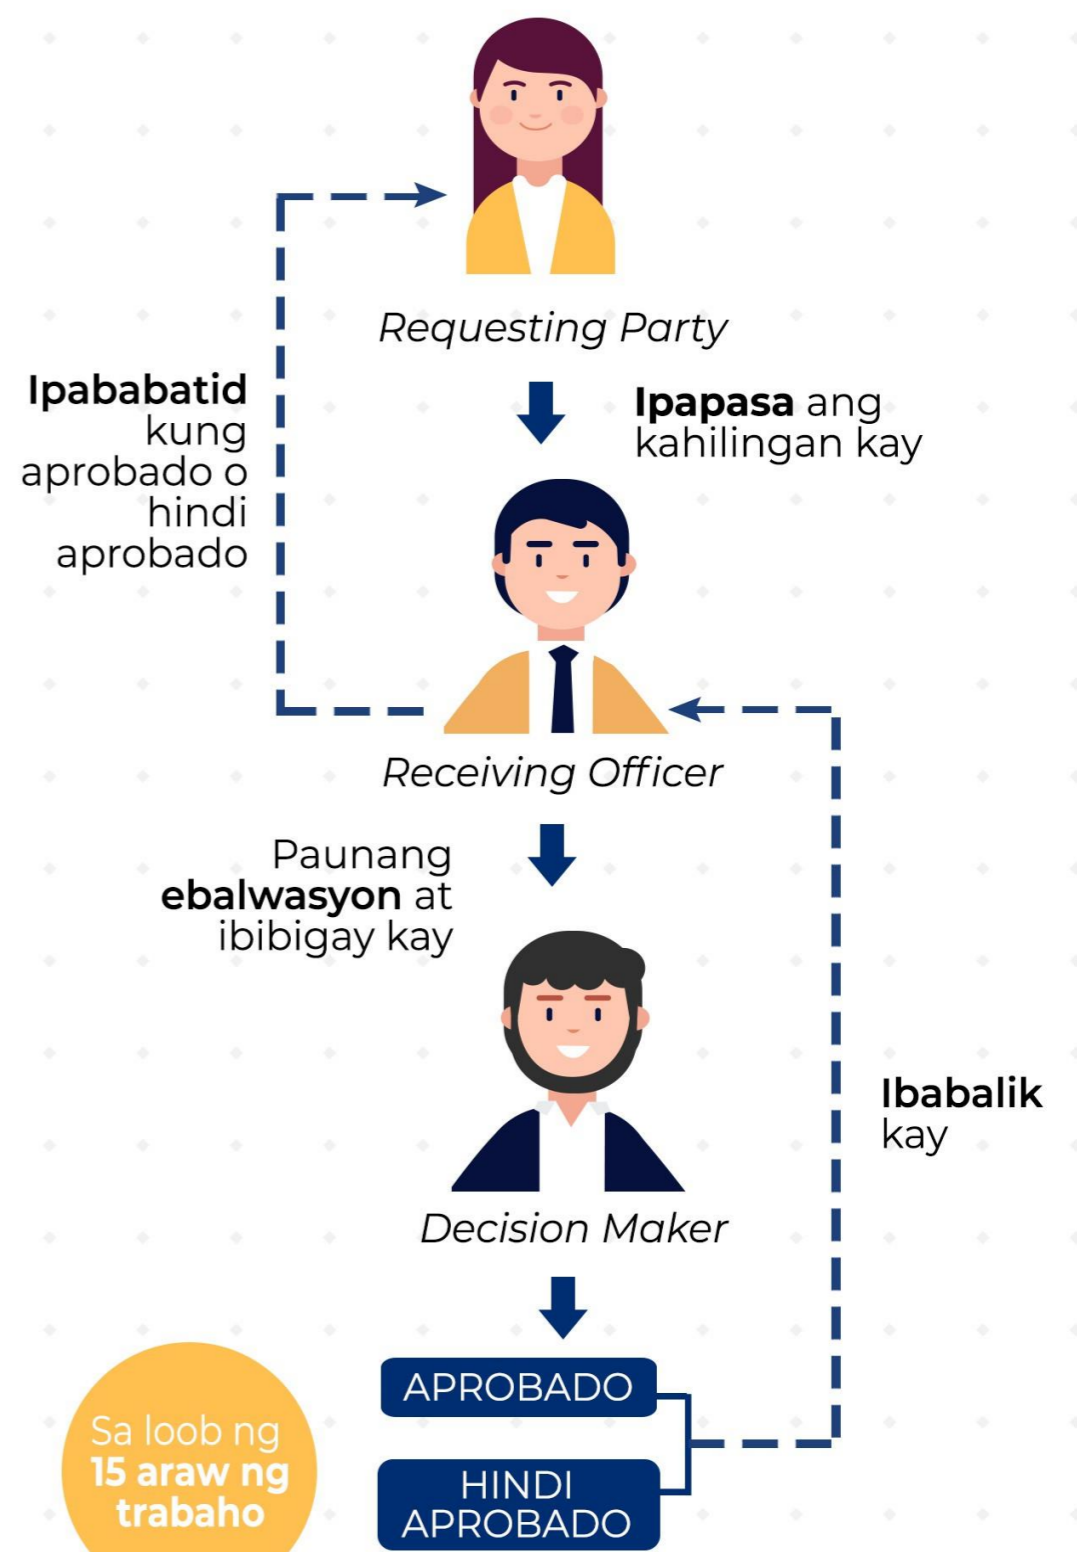 Requesting Party
Ipapasa ang
kahilingan kay
Ipababatid
kung
aprobado o
hindi
aprobado
Receiving Officer
Paunang
ebalwasyon at
ibibigay kay
Decision Maker
Ibabalik
kay
APROBADO
HINDI
APROBADO
Sa loob ng
15 araw ng
trabaho